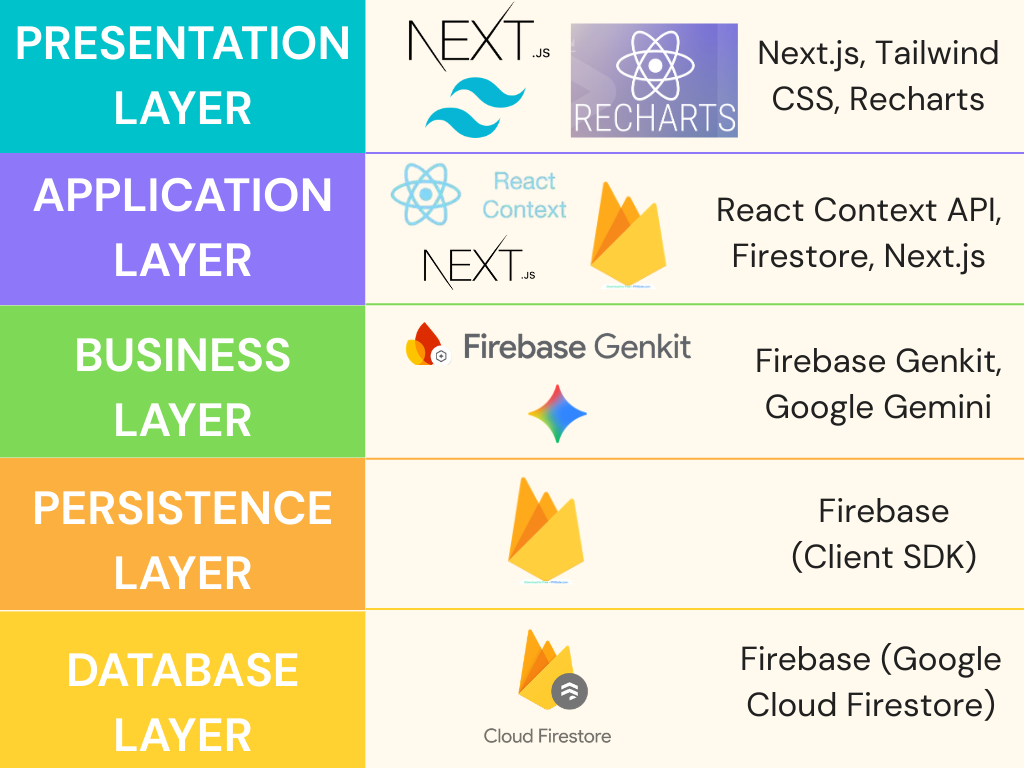 PRESENTATION
LAYER
NEXT.JS
RECHARTS
Next.js, Tailwind
CSS, Recharts
APPLICATION
LAYER
React
Context
NEXT.JS
React Context API,
Firestore, Next.js
BUSINESS
LAYER
Firebase Genkit
Firebase Genkit,
Google Gemini
PERSISTENCE
LAYER
Firebase
(Client SDK)
DATABASE
LAYER
Cloud Firestore
Firebase (Google
Cloud Firestore)